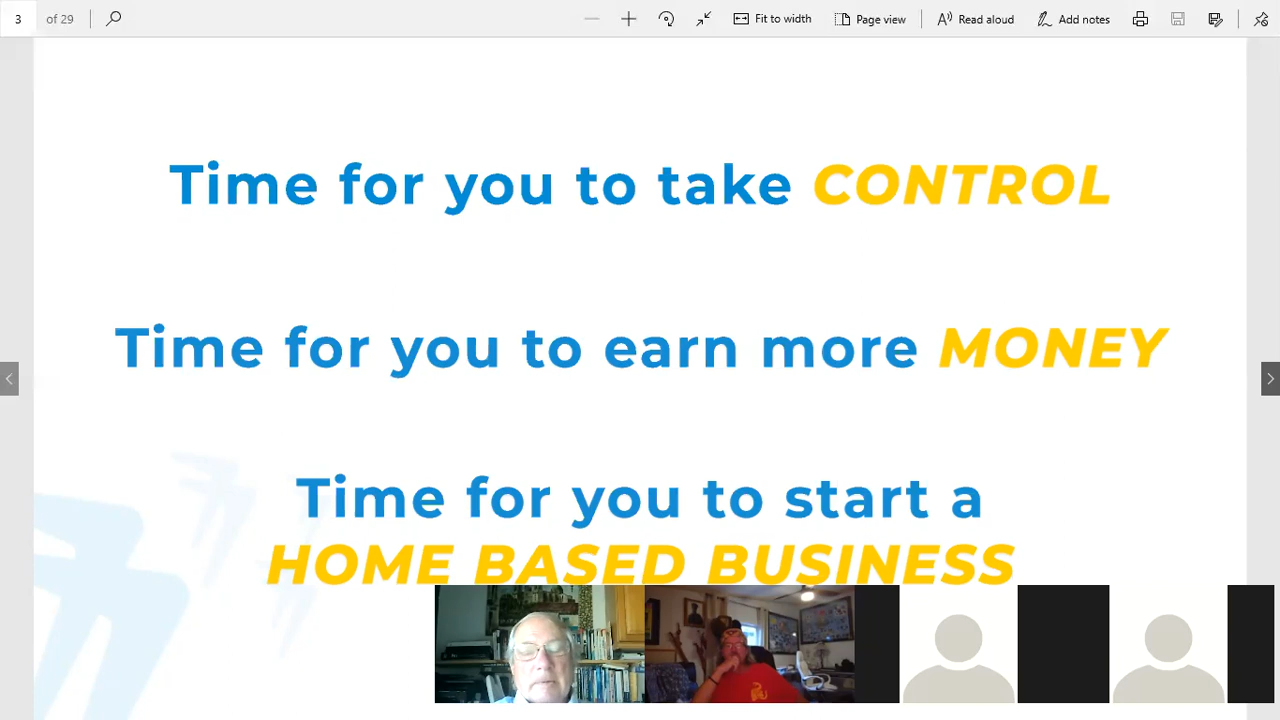 3 of 29 Fit to width Page view Read aloud Add notes
Time for you to take CONTROL
Time for you to earn more MONEY
Time for you to start a
HOME BASED BUSINESS